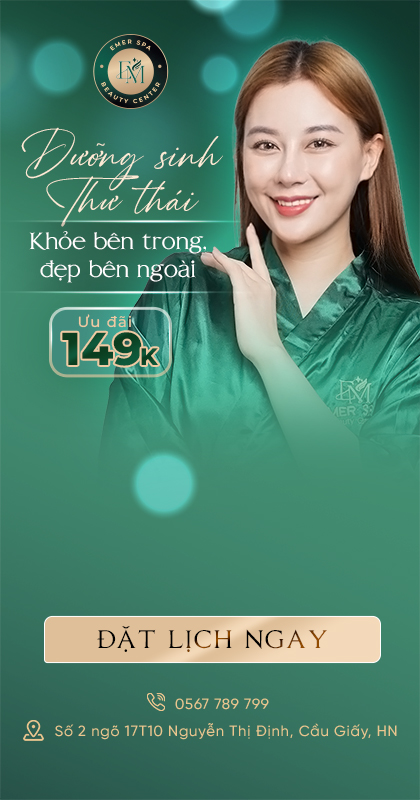 EMER SPA
EM
BEAUTY CENTER
Dưỡng sinh
Thư thái
Khỏe bên trong,
đẹp bên ngoài
Ưu đãi
149K
EM
ĐẶT LỊCH NGAY
0567 789 799
Số 2 ngõ 17T10 Nguyễn Thị Định, Cầu Giấy, HN